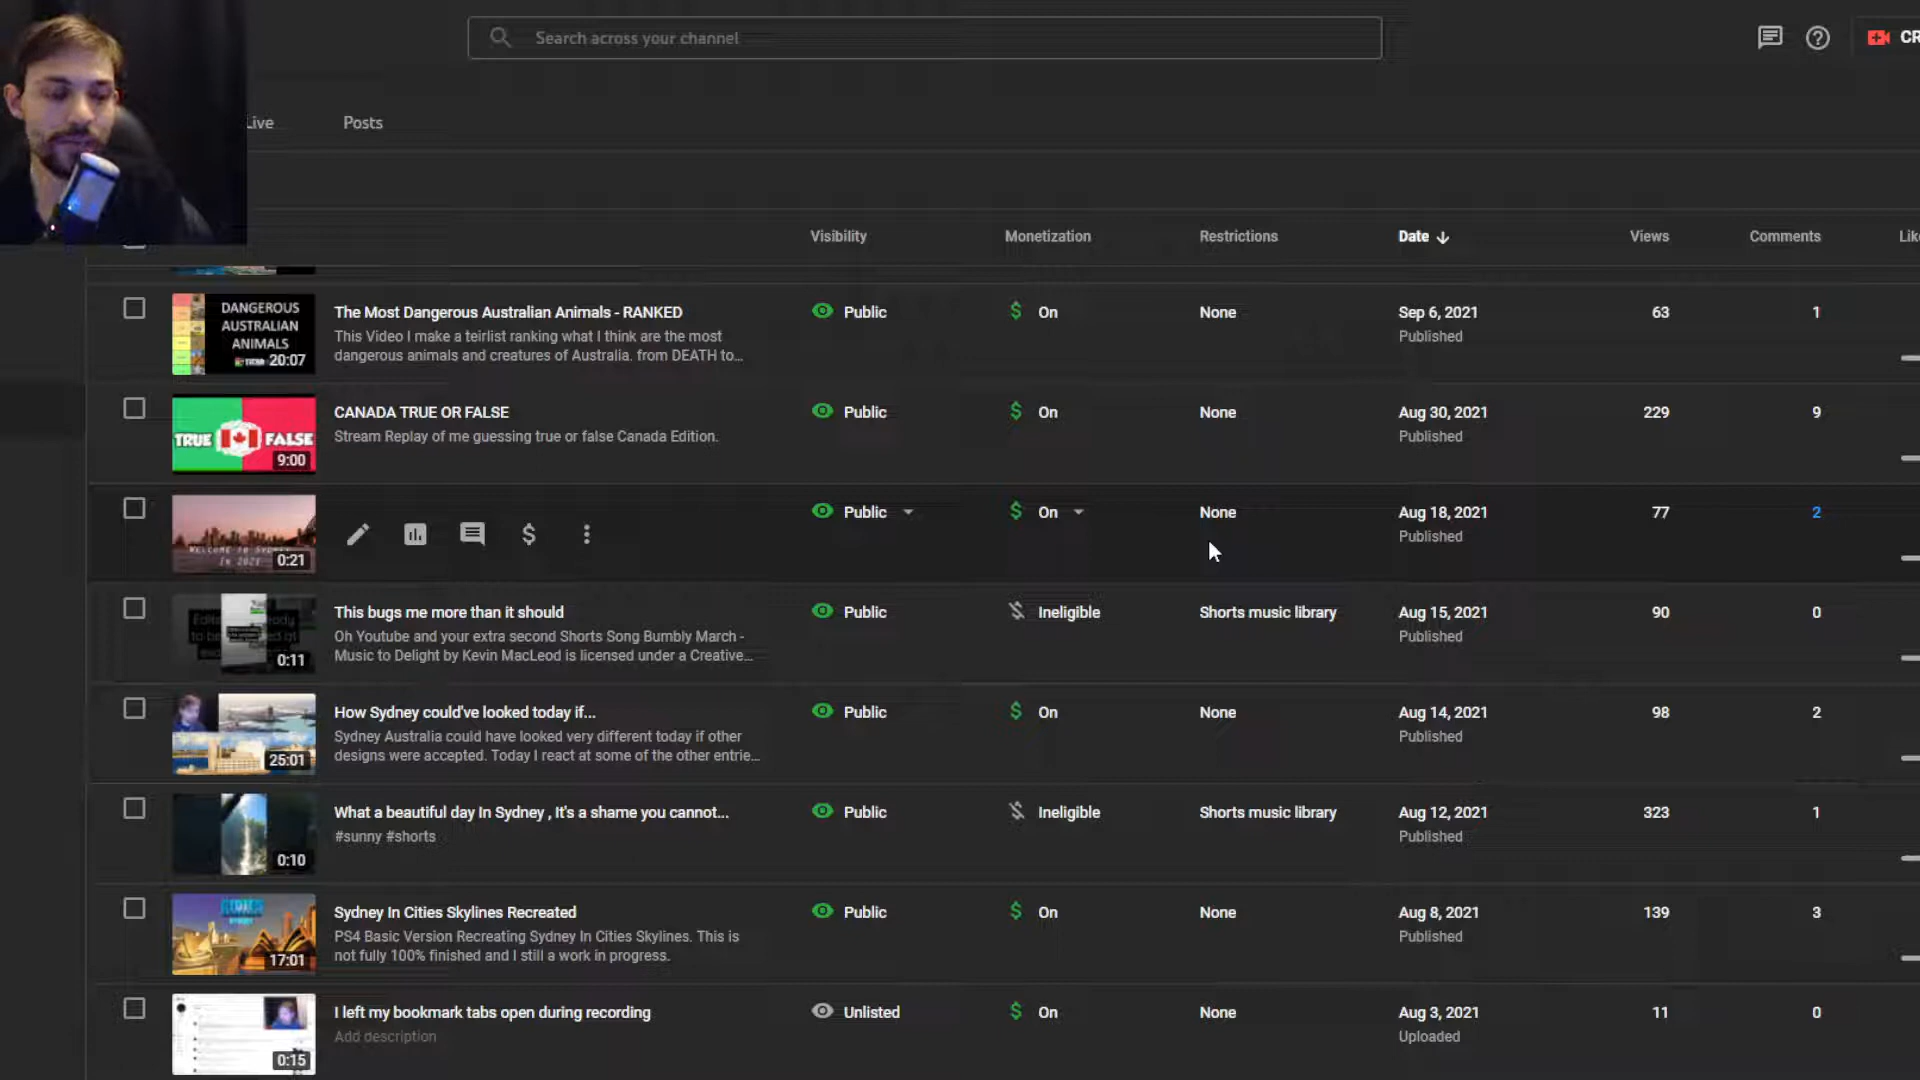 Search across your channel
CR
Live
Posts
Visibility
Monetization
Restrictions
Date
Views
Comments
DANGEROUS
AUSTRALIAN
ANIMALS
20:07
The Most Dangerous Australian Animals - RANKED
This Video I make a teirlist ranking what I think are the most
dangerous animals and creatures of Australia. from DEATH to...
Public
$ On
None
Sep 6, 2021
Published
63
1
TRUE FALSE
9:00
CANADA TRUE OR FALSE
Stream Replay of me guessing true or false Canada Edition.
Public
$ On
None
Aug 30, 2021
Published
229
9
WELCOME TO SYDNEY
IN 2021
0:21
$
Public
$ On
None
Aug 18, 2021
Published
77
2
0:11
This bugs me more than it should
Oh Youtube and your extra second Shorts Song Bumbly March -
Music to Delight by Kevin MacLeod is licensed under a Creative...
Public
Ineligible
Shorts music library
Aug 15, 2021
Published
90
0
25:01
How Sydney could've looked today if...
Sydney Australia could have looked very different today if other
designs were accepted. Today I react at some of the other entrie...
Public
$ On
None
Aug 14, 2021
Published
98
2
0:10
What a beautiful day In Sydney , It's a shame you cannot...
#sunny #shorts
Public
Ineligible
Shorts music library
Aug 12, 2021
Published
323
1
17:01
Sydney In Cities Skylines Recreated
PS4 Basic Version Recreating Sydney In Cities Skylines. This is
not fully 100% finished and I still a work in progress.
Public
$ On
None
Aug 8, 2021
Published
139
3
0:15
I left my bookmark tabs open during recording
Add description
Unlisted
$ On
None
Aug 3, 2021
Uploaded
11
0